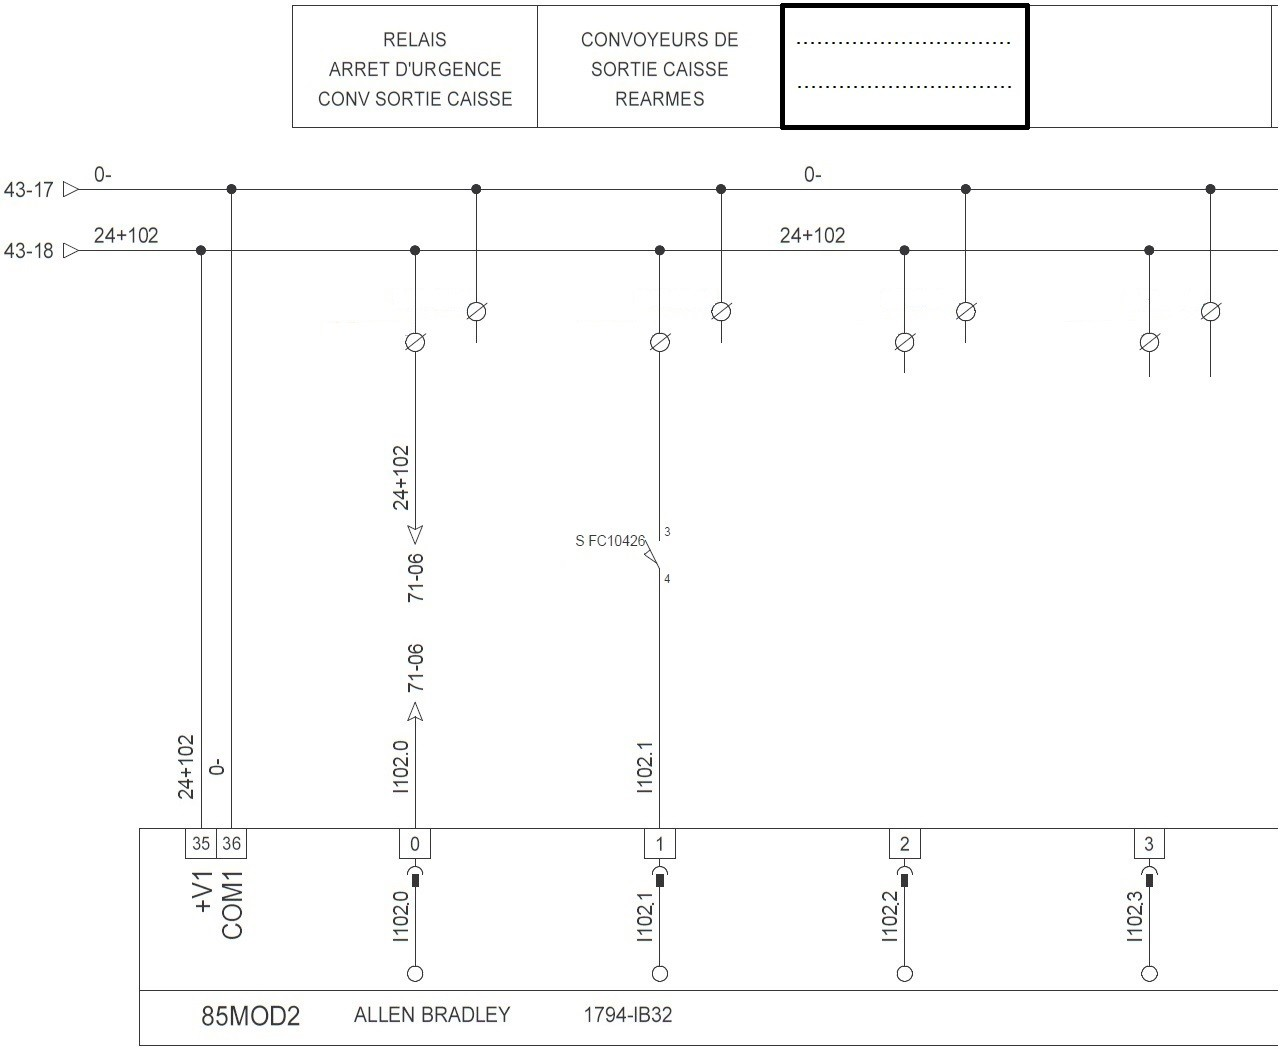 RELAIS
ARRET D'URGENCE
CONV SORTIE CAISSE
CONVOYEURS DE
SORTIE CAISSE
REARMES
................................
................................
43-17
0-
0-
43-18
24+102
24+102
24+102
71-06
S FC10426
3
4
71-06
24+102
0-
I102.0
I102.1
35
36
0
1
2
3
+V1
COM1
I102.0
I102.1
I102.2
I102.3
85MOD2
ALLEN BRADLEY
1794-IB32